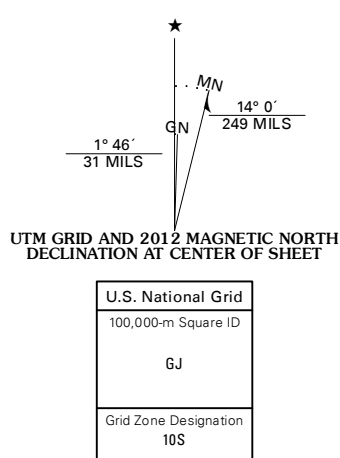 ★
MN
14° 0´
249 MILS
GN
1° 46´
31 MILS
UTM GRID AND 2012 MAGNETIC NORTH
DECLINATION AT CENTER OF SHEET
U.S. National Grid
100,000-m Square ID
GJ
Grid Zone Designation
10S